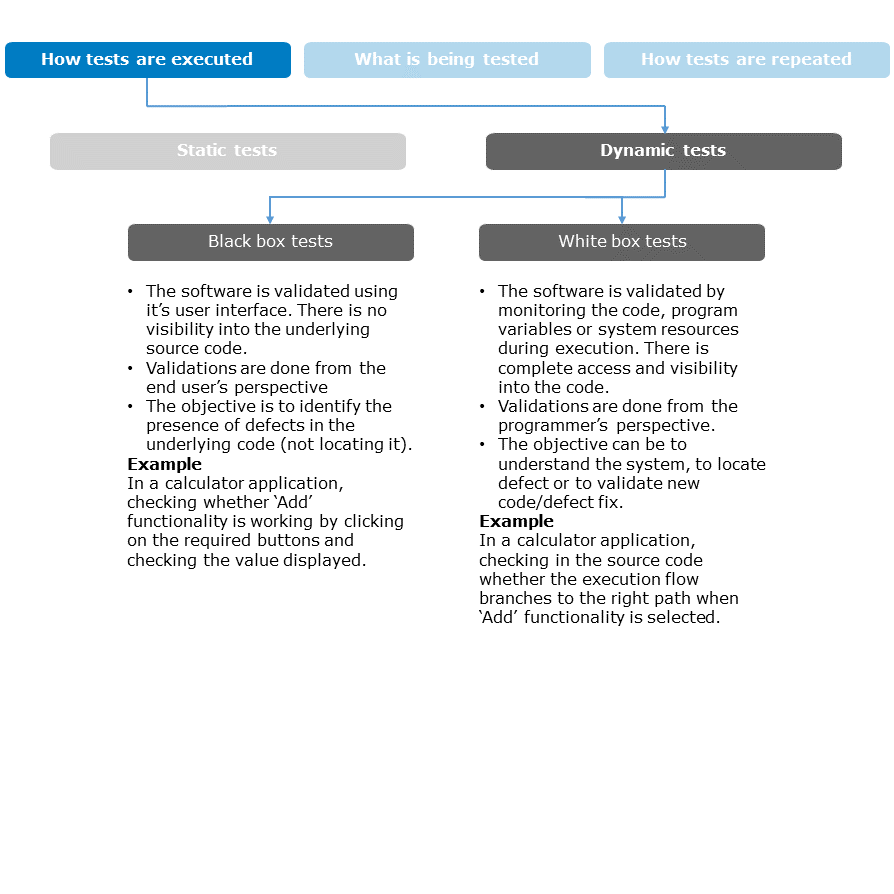 How tests are executed
What is being tested
How tests are repeated
Static tests
Dynamic tests
Black box tests
White box tests
• The software is validated using
it’s user interface. There is no
visibility into the underlying
source code.
• Validations are done from the
end user’s perspective
• The objective is to identify the
presence of defects in the
underlying code (not locating it).
Example
In a calculator application,
checking whether ‘Add’
functionality is working by clicking
on the required buttons and
checking the value displayed.
• The software is validated by
monitoring the code, program
variables or system resources
during execution. There is
complete access and visibility
into the code.
• Validations are done from the
programmer’s perspective.
• The objective can be to
understand the system, to locate
defect or to validate new
code/defect fix.
Example
In a calculator application,
checking in the source code
whether the execution flow
branches to the right path when
‘Add’ functionality is selected.